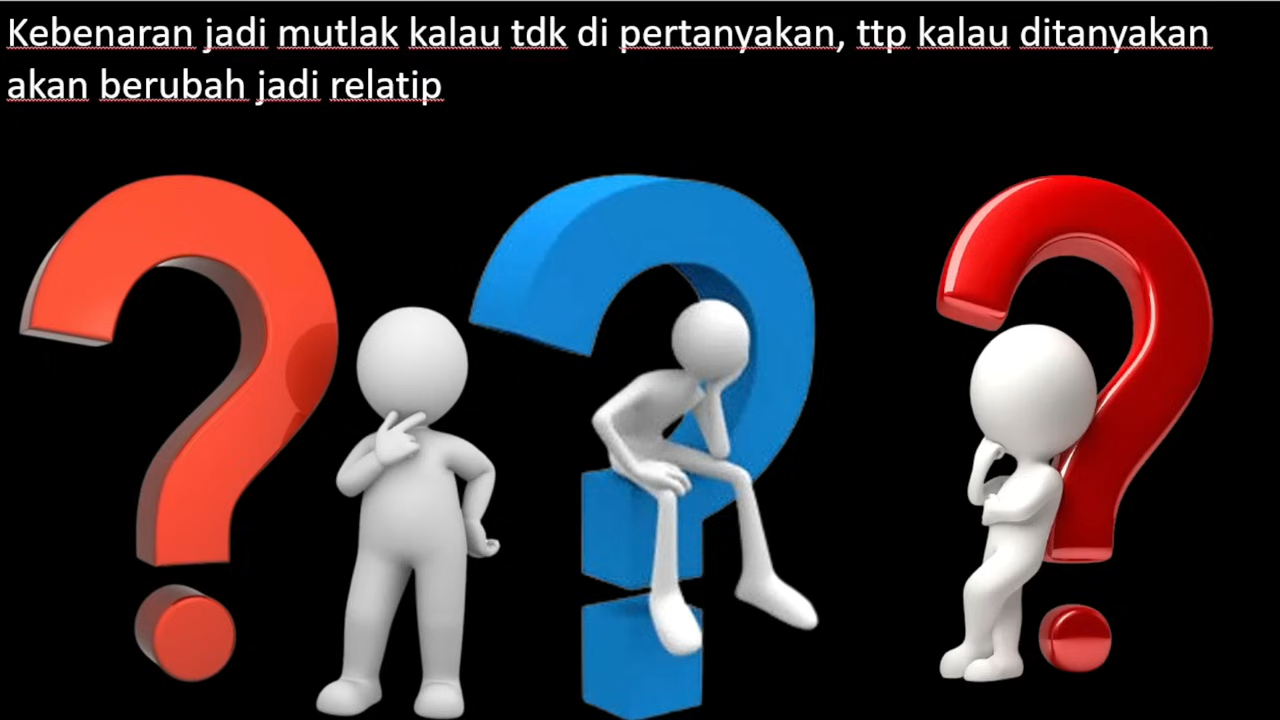 Kebenaran jadi mutlak kalau tdk di pertanyakan, ttp kalau ditanyakan
akan berubah jadi relatip